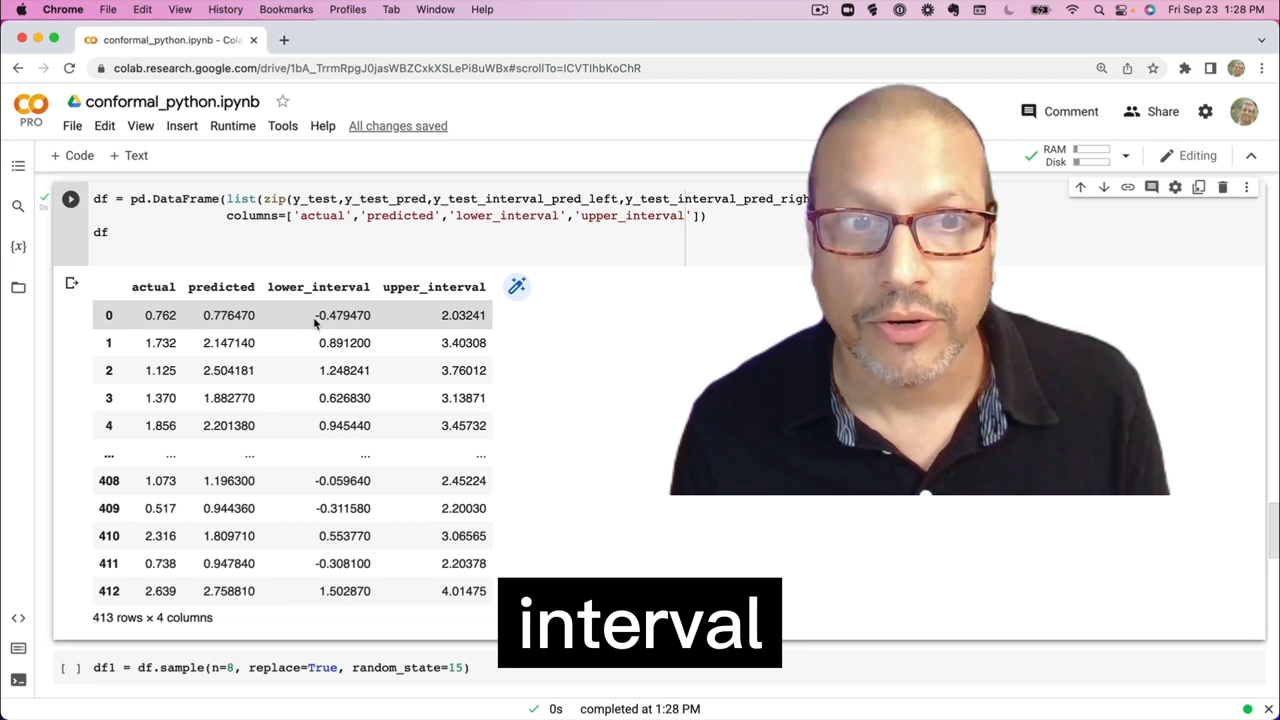 Chrome File Edit View History Bookmarks Profiles Tab Window Help Fri Sep 23 1:28 PM
conformal_python.ipynb - Cola
colab.research.google.com/drive/1bA_TrrmRpgJ0jasWBZCxkXSLePi8uWBx#scrollTo=ICVTIhbKoChR
PRO
conformal_python.ipynb
Comment Share
File Edit View Insert Runtime Tools Help All changes saved
+ Code + Text
RAM
Disk
Editing
df = pd.DataFrame(list(zip(y_test,y_test_pred,y_test_interval_pred_left,y_test_interval_pred_righ
columns=['actual','predicted','lower_interval','upper_interval'])
df
0s
{x}
actual predicted lower_interval upper_interval
0 0.762 0.776470 -0.479470 2.03241
1 1.732 2.147140 0.891200 3.40308
2 1.125 2.504181 1.248241 3.76012
3 1.370 1.882770 0.626830 3.13871
4 1.856 2.201380 0.945440 3.45732
... ... ... ... ...
408 1.073 1.196300 -0.059640 2.45224
409 0.517 0.944360 -0.311580 2.20030
410 2.316 1.809710 0.553770 3.06565
411 0.738 0.947840 -0.308100 2.20378
412 2.639 2.758810 1.502870 4.01475
413 rows × 4 columns
interval
[ ] df1 = df.sample(n=8, replace=True, random_state=15)
0s completed at 1:28 PM